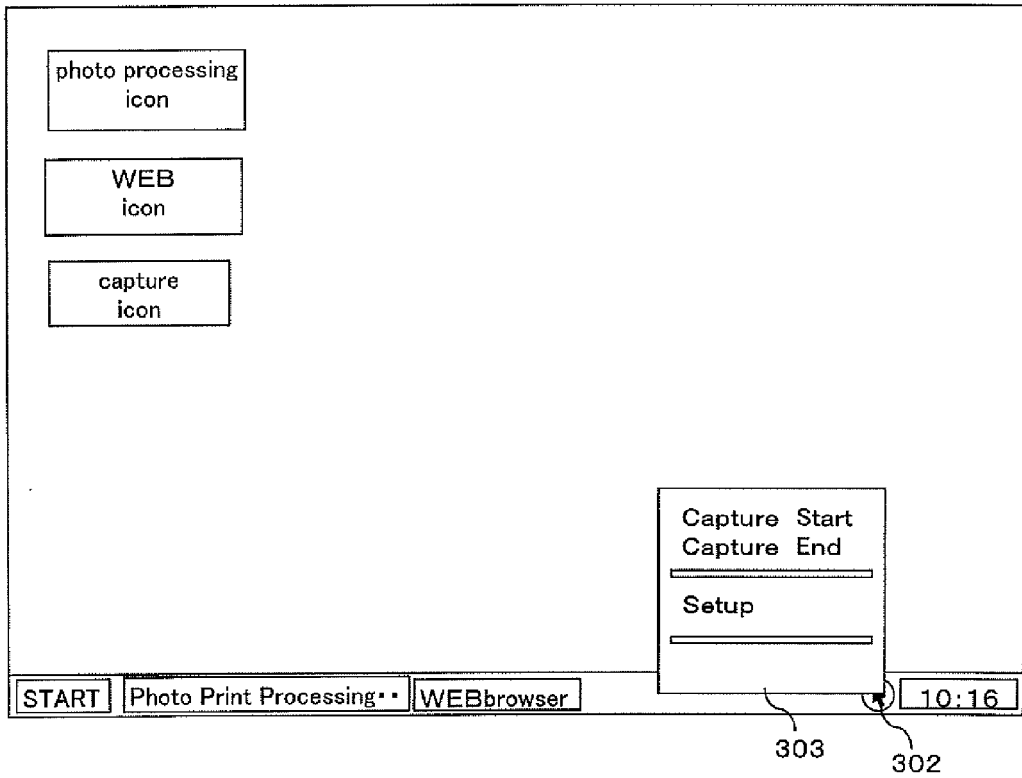 photo processing
icon
WEB
icon
capture
icon
Capture Start
Capture End
Setup
START
Photo Print Processing･･
WEBbrowser
10:16
303
302